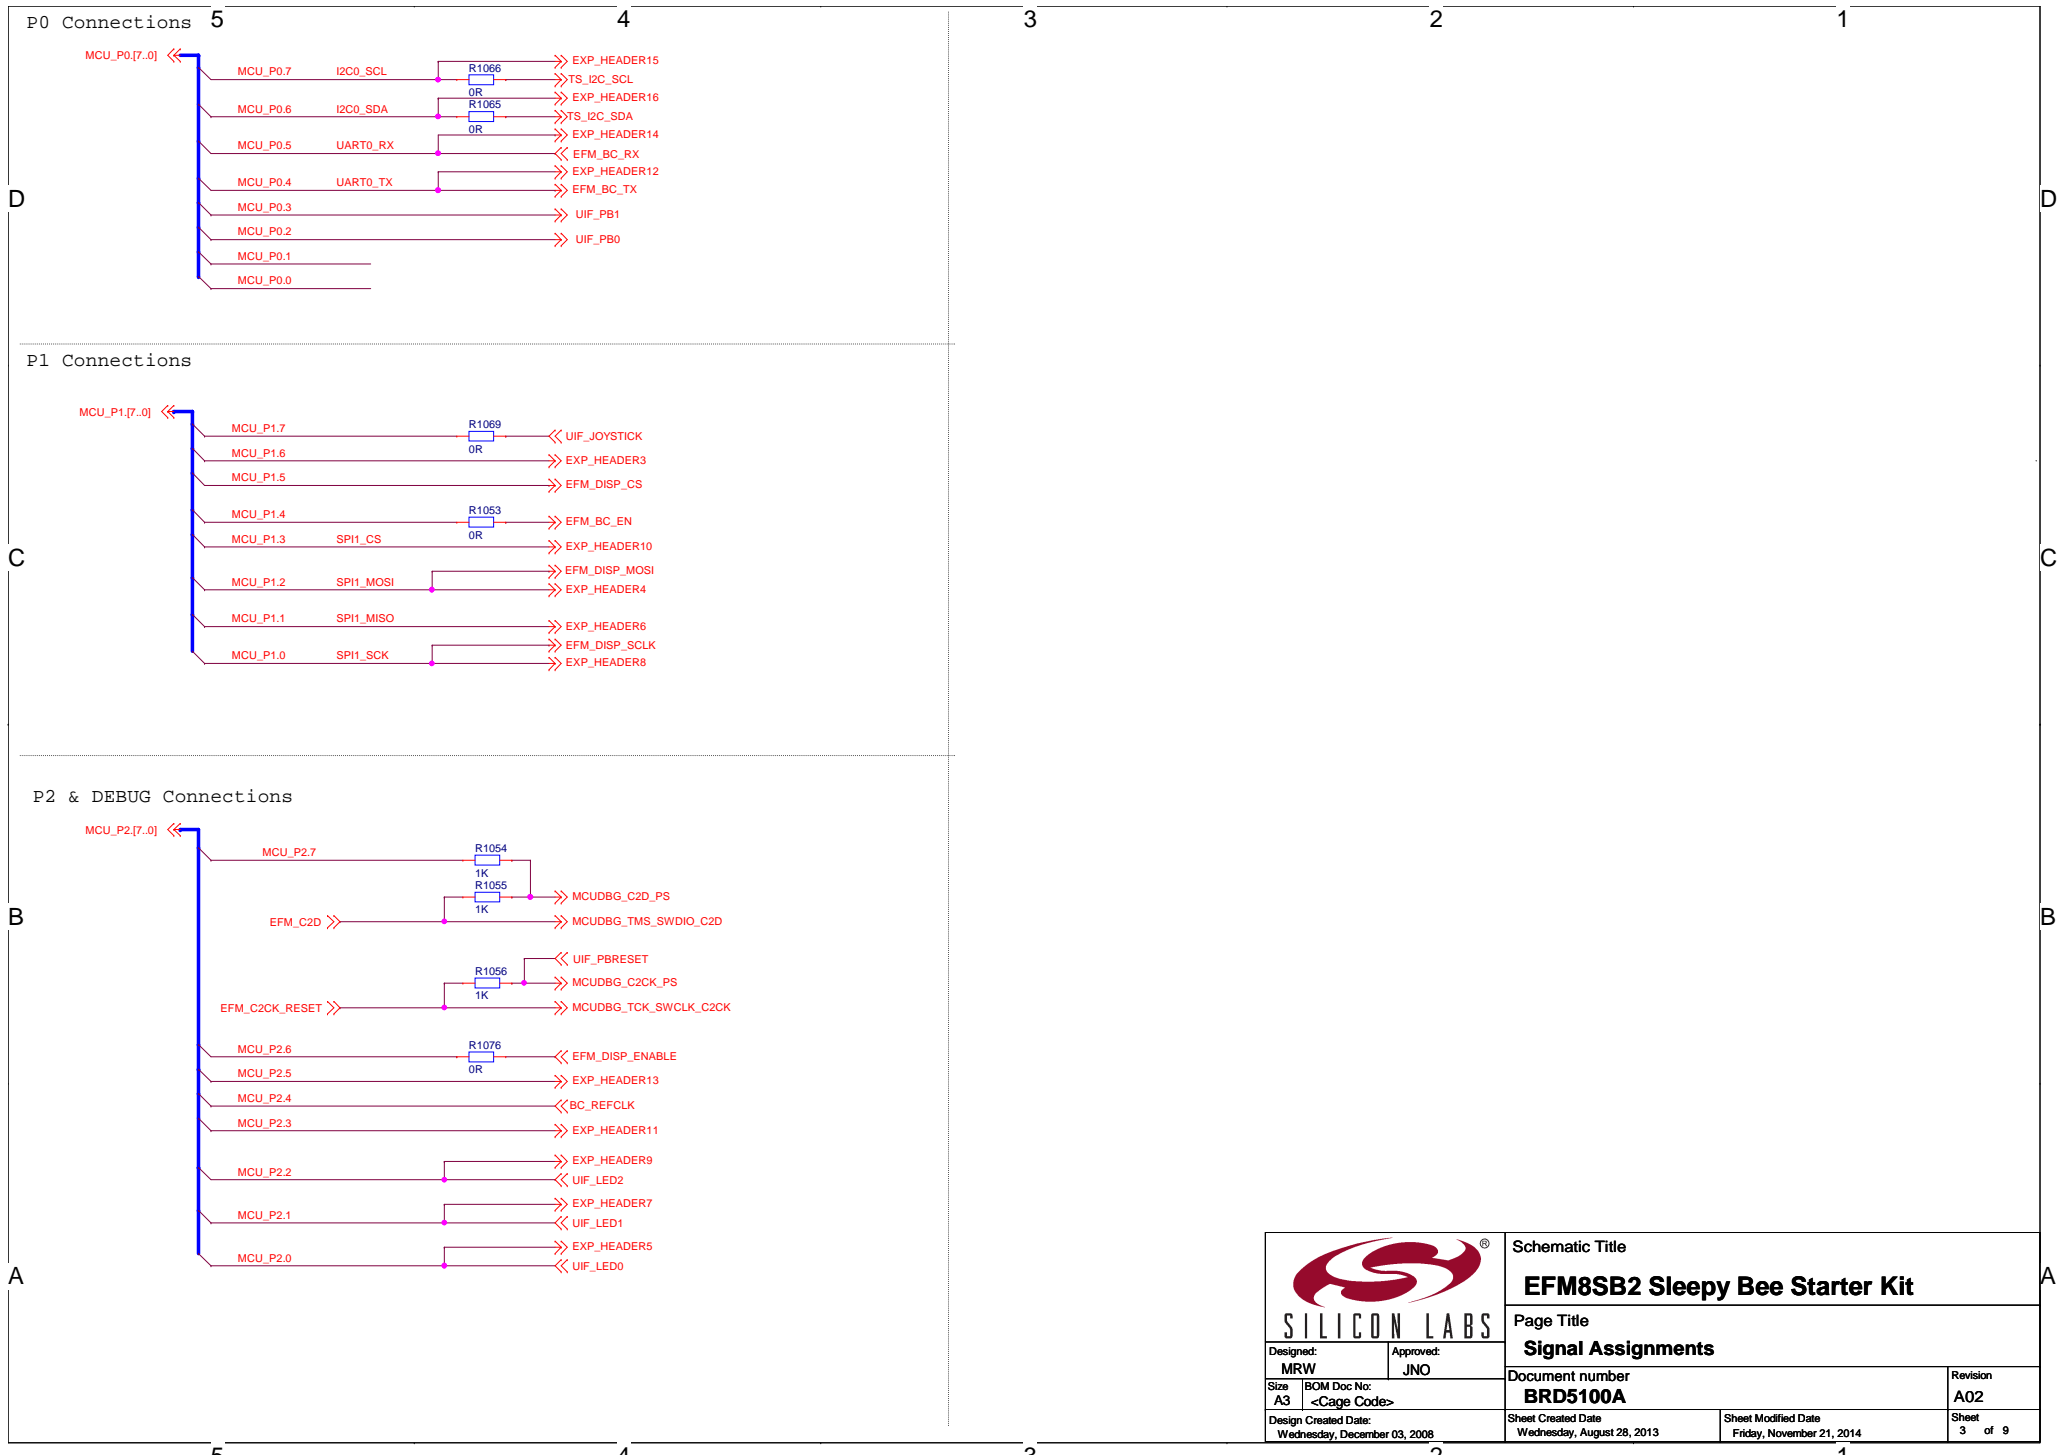 5 4 3 2 1
P0 Connections
MCU_P0.[7..0]
MCU_P0.7 I2C0_SCL R1066 0R EXP_HEADER15
TS_I2C_SCL
MCU_P0.6 I2C0_SDA R1065 0R EXP_HEADER16
TS_I2C_SDA
MCU_P0.5 UART0_RX EXP_HEADER14
EFM_BC_RX
MCU_P0.4 UART0_TX EXP_HEADER12
EFM_BC_TX
D D
MCU_P0.3 UIF_PB1
MCU_P0.2 UIF_PB0
MCU_P0.1
MCU_P0.0
P1 Connections
MCU_P1.[7..0]
MCU_P1.7 R1069 0R UIF_JOYSTICK
MCU_P1.6 EXP_HEADER3
MCU_P1.5 EFM_DISP_CS
MCU_P1.4 R1053 0R EFM_BC_EN
MCU_P1.3 SPI1_CS EXP_HEADER10
C C
EFM_DISP_MOSI
MCU_P1.2 SPI1_MOSI EXP_HEADER4
MCU_P1.1 SPI1_MISO EXP_HEADER6
EFM_DISP_SCLK
MCU_P1.0 SPI1_SCK EXP_HEADER8
P2 & DEBUG Connections
MCU_P2.[7..0]
MCU_P2.7 R1054 1K
R1055 1K MCUDBG_C2D_PS
B B
EFM_C2D MCUDBG_TMS_SWDIO_C2D
UIF_PBRESET
R1056 1K MCUDBG_C2CK_PS
EFM_C2CK_RESET MCUDBG_TCK_SWCLK_C2CK
MCU_P2.6 R1076 0R EFM_DISP_ENABLE
MCU_P2.5 EXP_HEADER13
MCU_P2.4 BC_REFCLK
MCU_P2.3 EXP_HEADER11
EXP_HEADER9
MCU_P2.2 UIF_LED2
EXP_HEADER7
MCU_P2.1 UIF_LED1
EXP_HEADER5
MCU_P2.0 UIF_LED0
A A
®
SILICON LABS
Schematic Title
EFM8SB2 Sleepy Bee Starter Kit
Page Title
Signal Assignments
Designed: MRW
Approved: JNO
Document number
BRD5100A
Revision
A02
Size
A3
BOM Doc No:
<Cage Code>
Design Created Date:
Wednesday, December 03, 2008
Sheet Created Date
Wednesday, August 28, 2013
Sheet Modified Date
Friday, November 21, 2014
Sheet
3 of 9
5 4 3 2 1